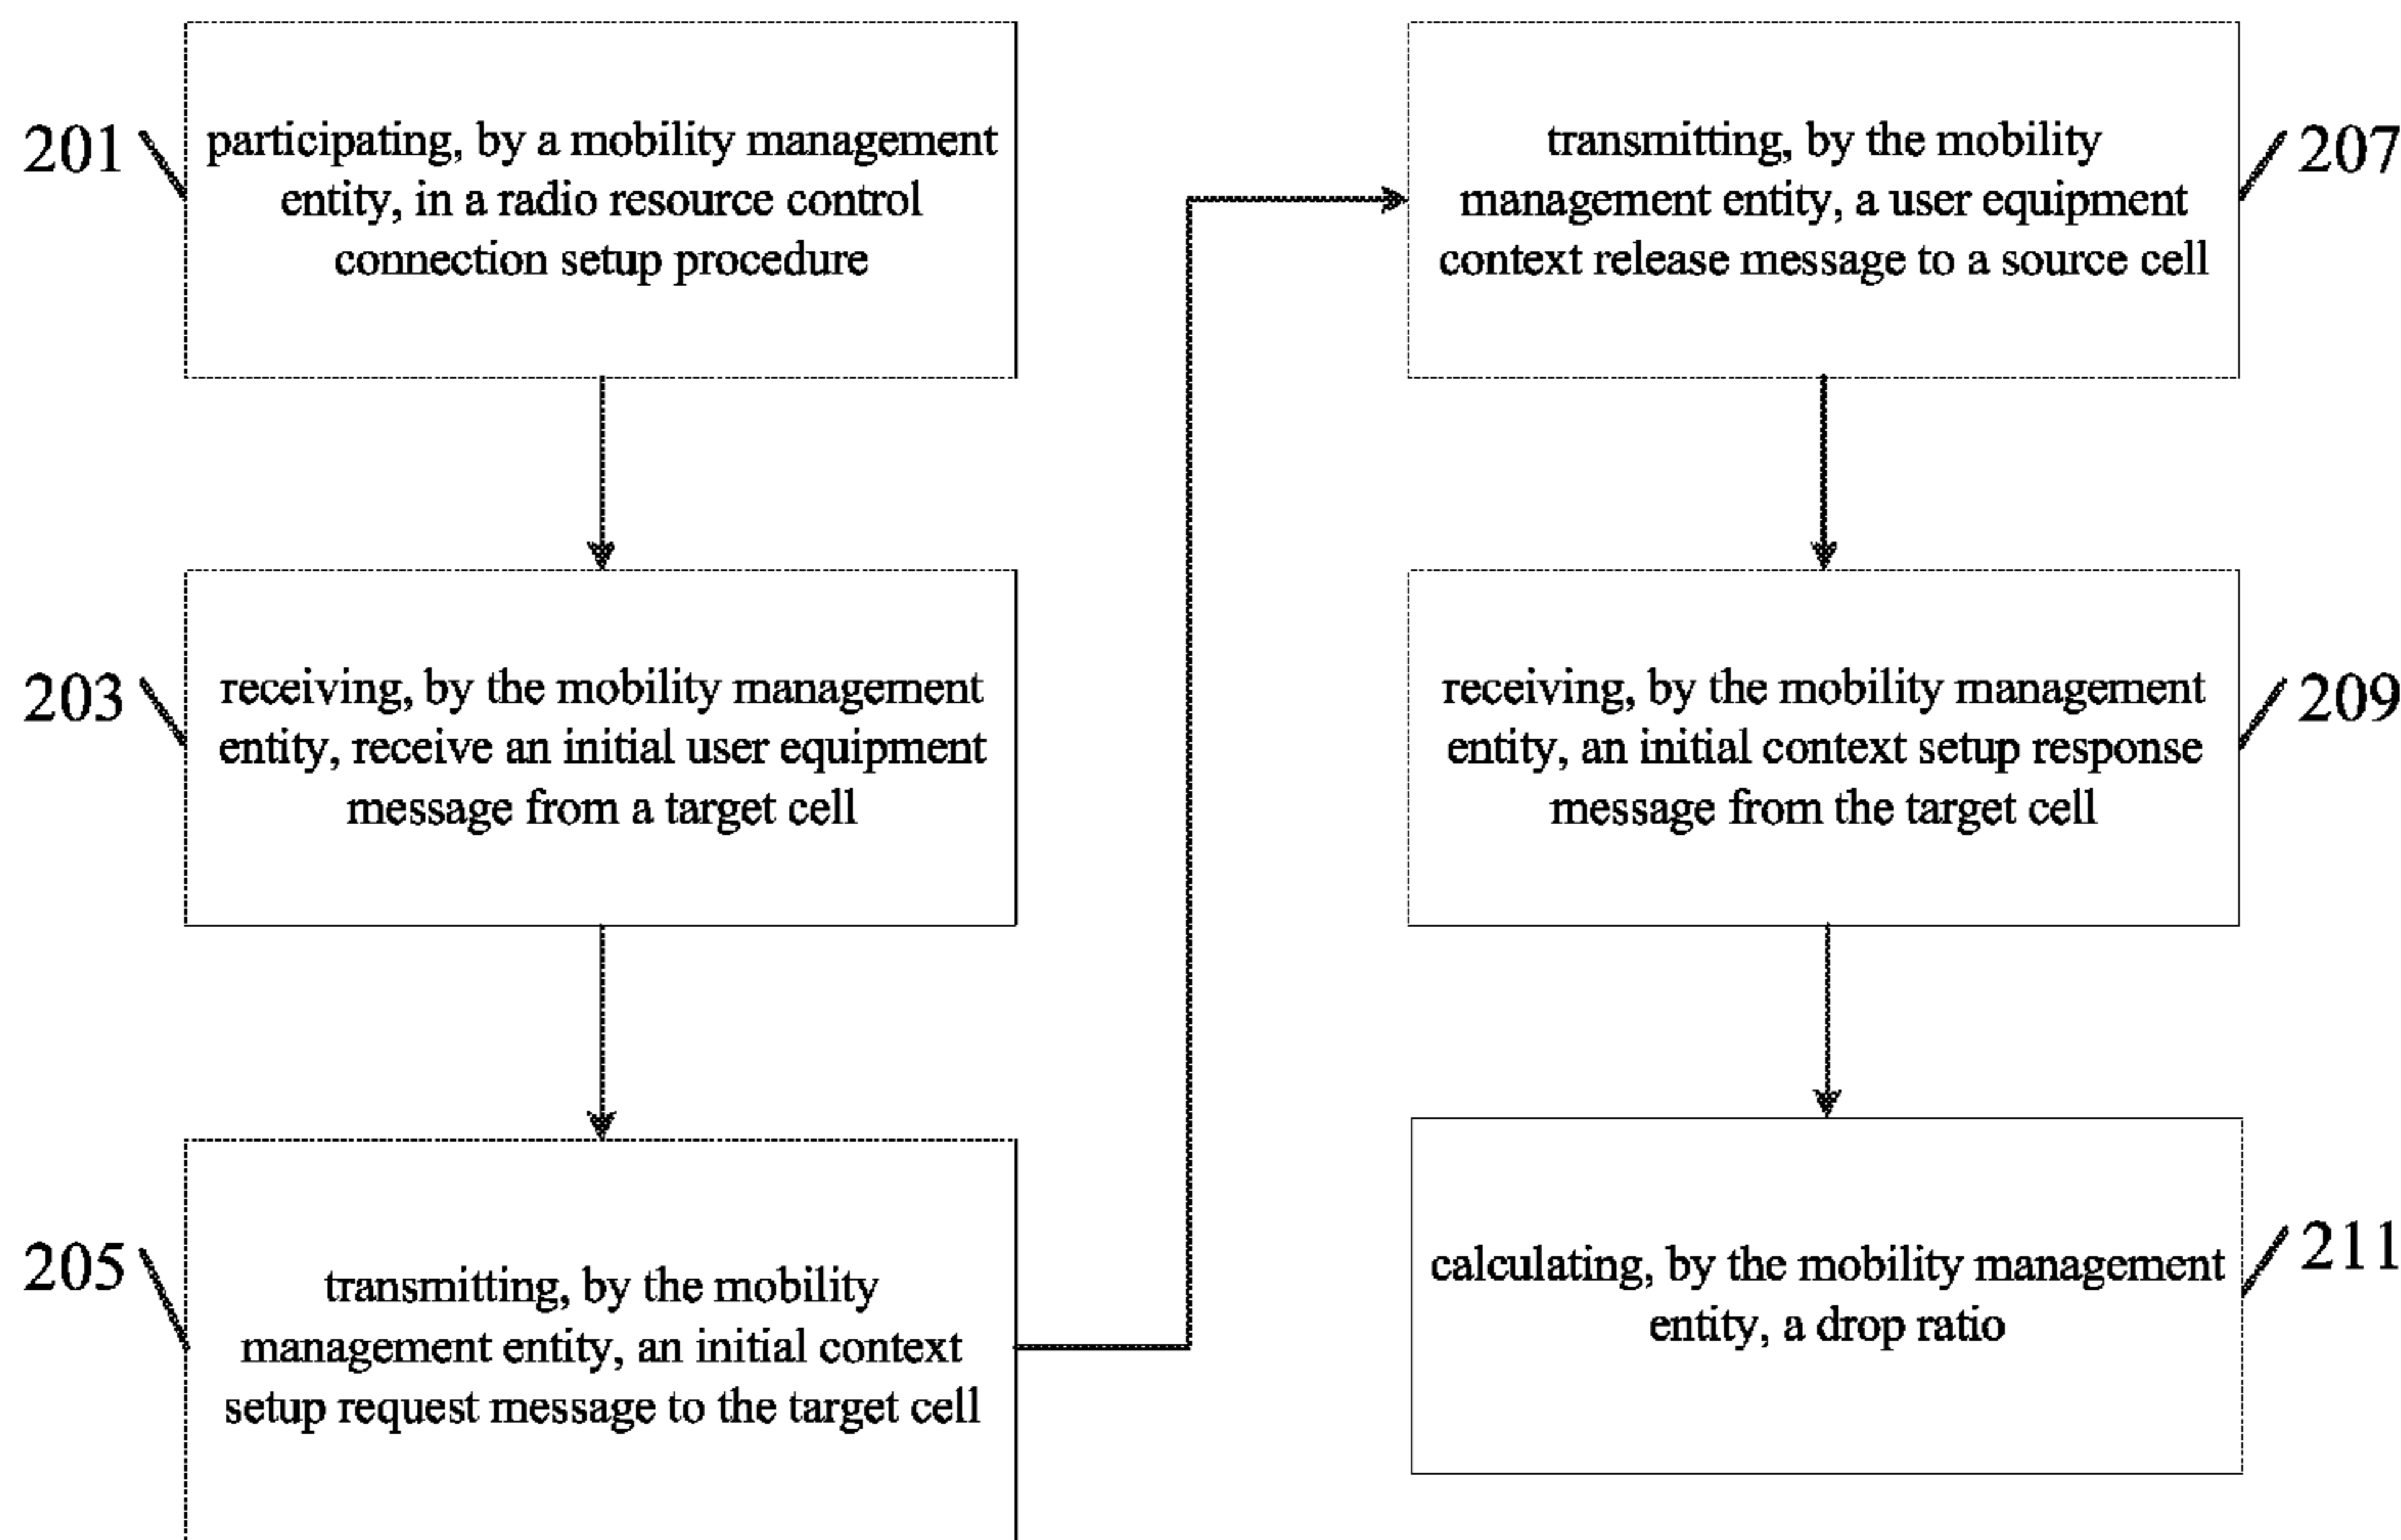 201
participating, by a mobility management
entity, in a radio resource control
connection setup procedure
203
receiving, by the mobility management
entity, receive an initial user equipment
message from a target cell
205
transmitting, by the mobility
management entity, an initial context
setup request message to the target cell
207
transmitting, by the mobility
management entity, a user equipment
context release message to a source cell
209
receiving, by the mobility management
entity, an initial context setup response
message from the target cell
211
calculating, by the mobility management
entity, a drop ratio